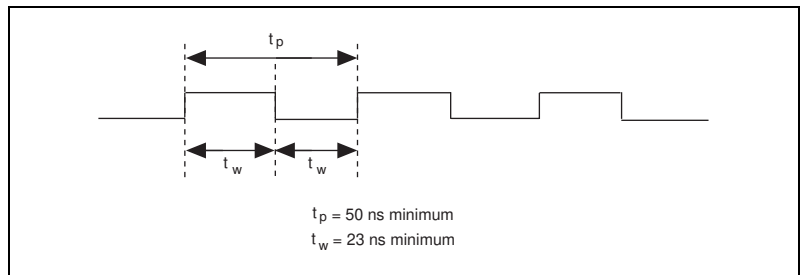 t p
t w t w
t p = 50 ns minimum
t w = 23 ns minimum